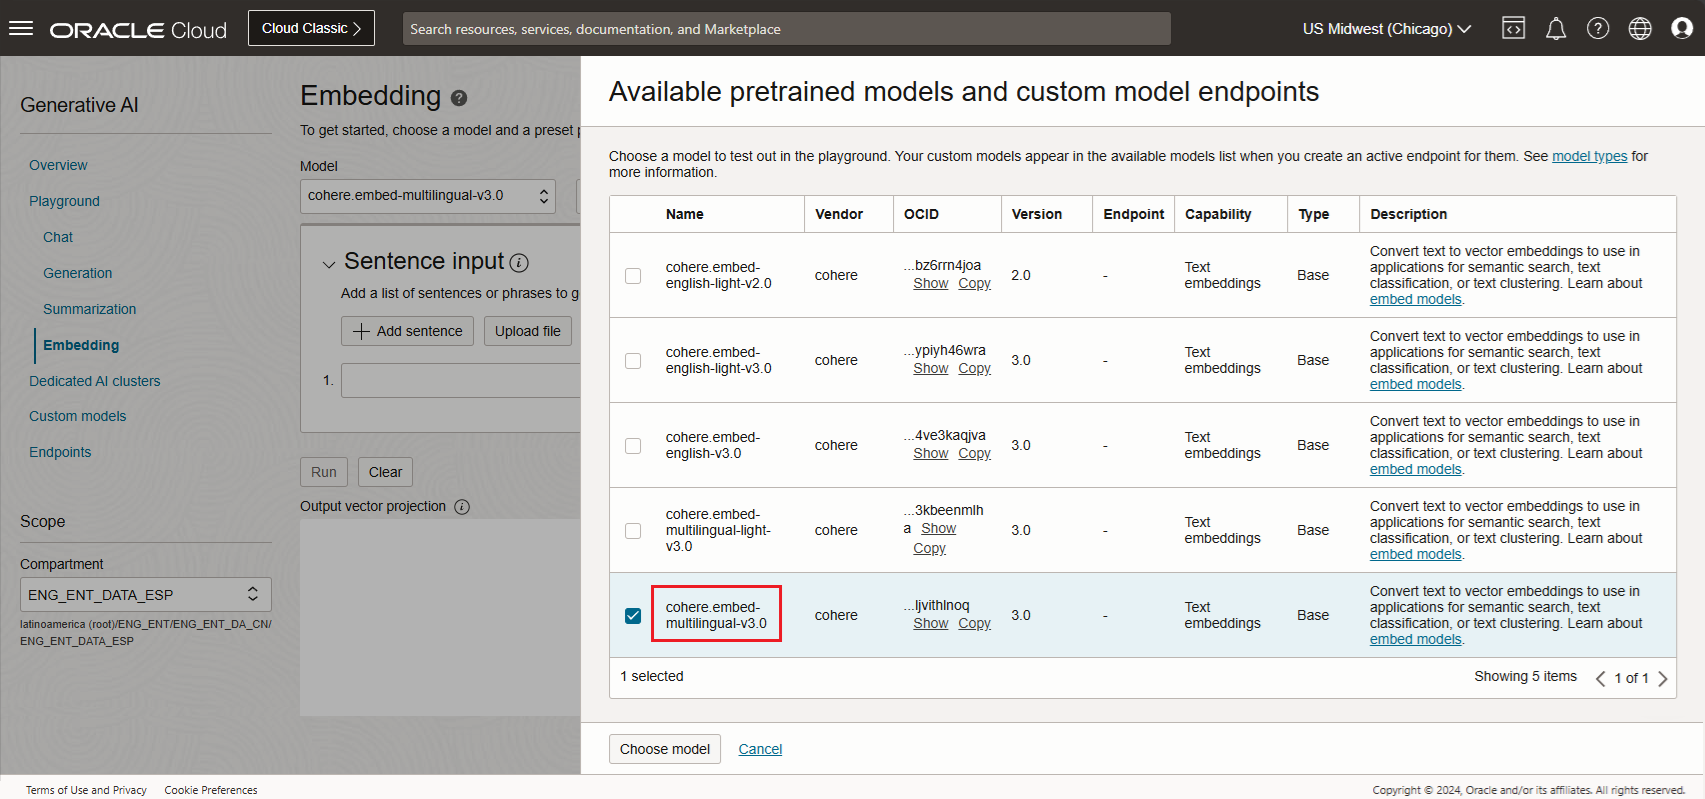 ORACLE Cloud
Cloud Classic
Search resources, services, documentation, and Marketplace
US Midwest (Chicago)
Generative AI
Overview
Playground
Chat
Generation
Summarization
Embedding
Dedicated AI clusters
Custom models
Endpoints
Scope
Compartment
ENG_ENT_DATA_ESP
latinoamerica (root)/ENG_ENT/ENG_ENT_DA_CN/
ENG_ENT_DATA_ESP
Embedding
To get started, choose a model and a preset
Model
cohere.embed-multilingual-v3.0
Sentence input
Add a list of sentences or phrases to g
Add sentence
Upload file
1.
Run
Clear
Output vector projection
Available pretrained models and custom model endpoints
Choose a model to test out in the playground. Your custom models appear in the available models list when you create an active endpoint for them. See model types for
more information.
Name Vendor OCID Version Endpoint Capability Type Description
cohere.embed-
english-light-v2.0
cohere
...bz6rrn4joa
Show Copy
2.0
-
Text
embeddings
Base
Convert text to vector embeddings to use in
applications for semantic search, text
classification, or text clustering. Learn about
embed models.
cohere.embed-
english-light-v3.0
cohere
...ypiyh46wra
Show Copy
3.0
-
Text
embeddings
Base
Convert text to vector embeddings to use in
applications for semantic search, text
classification, or text clustering. Learn about
embed models.
cohere.embed-
english-v3.0
cohere
...4ve3kaqjva
Show Copy
3.0
-
Text
embeddings
Base
Convert text to vector embeddings to use in
applications for semantic search, text
classification, or text clustering. Learn about
embed models.
cohere.embed-
multilingual-light-
v3.0
cohere
...3kbeenmlh
a Show
Copy
3.0
-
Text
embeddings
Base
Convert text to vector embeddings to use in
applications for semantic search, text
classification, or text clustering. Learn about
embed models.
cohere.embed-
multilingual-v3.0
cohere
...ljvithlnoq
Show Copy
3.0
-
Text
embeddings
Base
Convert text to vector embeddings to use in
applications for semantic search, text
classification, or text clustering. Learn about
embed models.
1 selected
Showing 5 items
1 of 1
Choose model
Cancel
Terms of Use and Privacy
Cookie Preferences
Copyright © 2024, Oracle and/or its affiliates. All rights reserved.